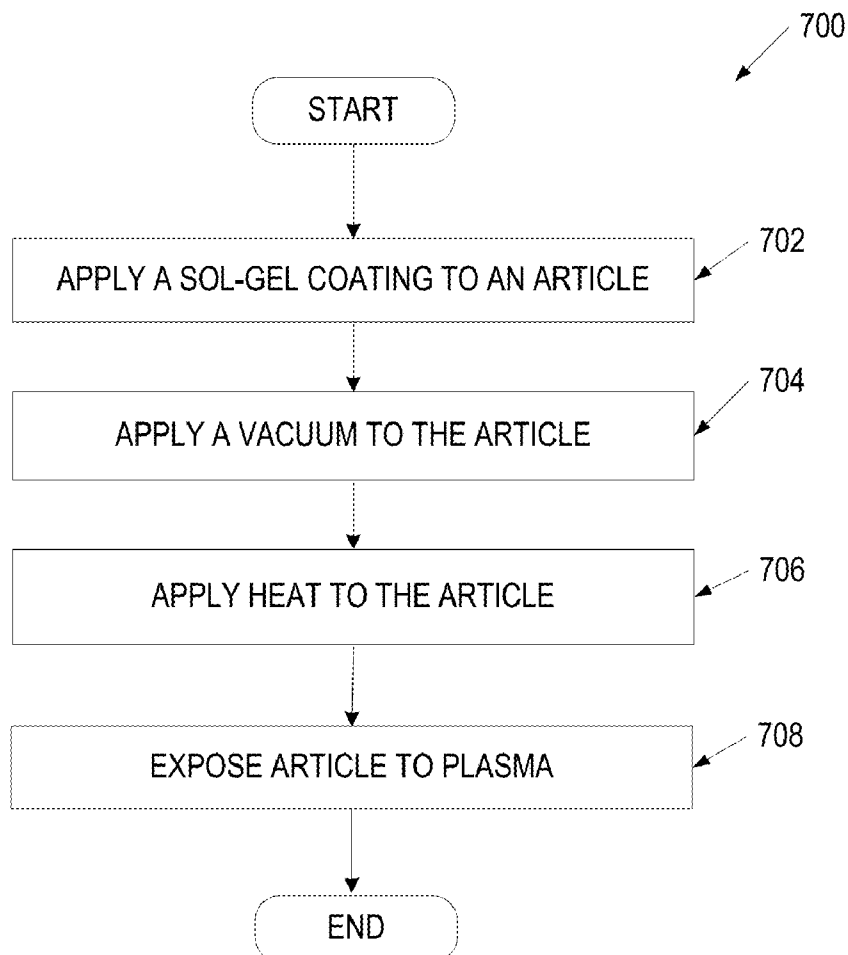 700
START
702
APPLY A SOL-GEL COATING TO AN ARTICLE
704
APPLY A VACUUM TO THE ARTICLE
706
APPLY HEAT TO THE ARTICLE
708
EXPOSE ARTICLE TO PLASMA
END